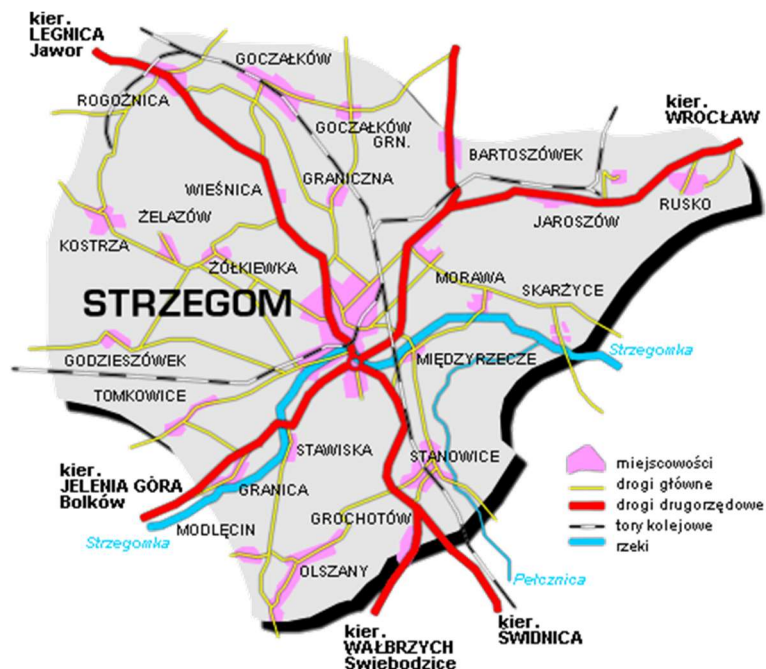 kier.
LEGNICA
Jawor
GOCZAŁKÓW
ROGOŹNICA
GOCZAŁKÓW
GRN.
kier.
WROCŁAW
BARTOSZÓWEK
WIEŚNICA
GRANICZNA
ŻELAZÓW
JAROSZÓW
RUSKO
KOSTRZA
ŻÓŁKIEWKA
MORAWA
SKARŻYCE
STRZEGOM
GODZIESZÓWEK
MIĘDZYRZECZE
Strzegomka
TOMKOWICE
STAWISKA
STANOWICE
kier.
JELENIA GÒRA
Bolków
GRANICA
GROCHOTÓW
MODLĘCIN
Strzegomka
OLSZANY
Pełcznica
miejscowości
drogi główne
drogi drugorzędowe
tory kolejowe
rzeki
kier.
WAŁBRZYCH
Świebodzice
kier.
ŚWIDNICA